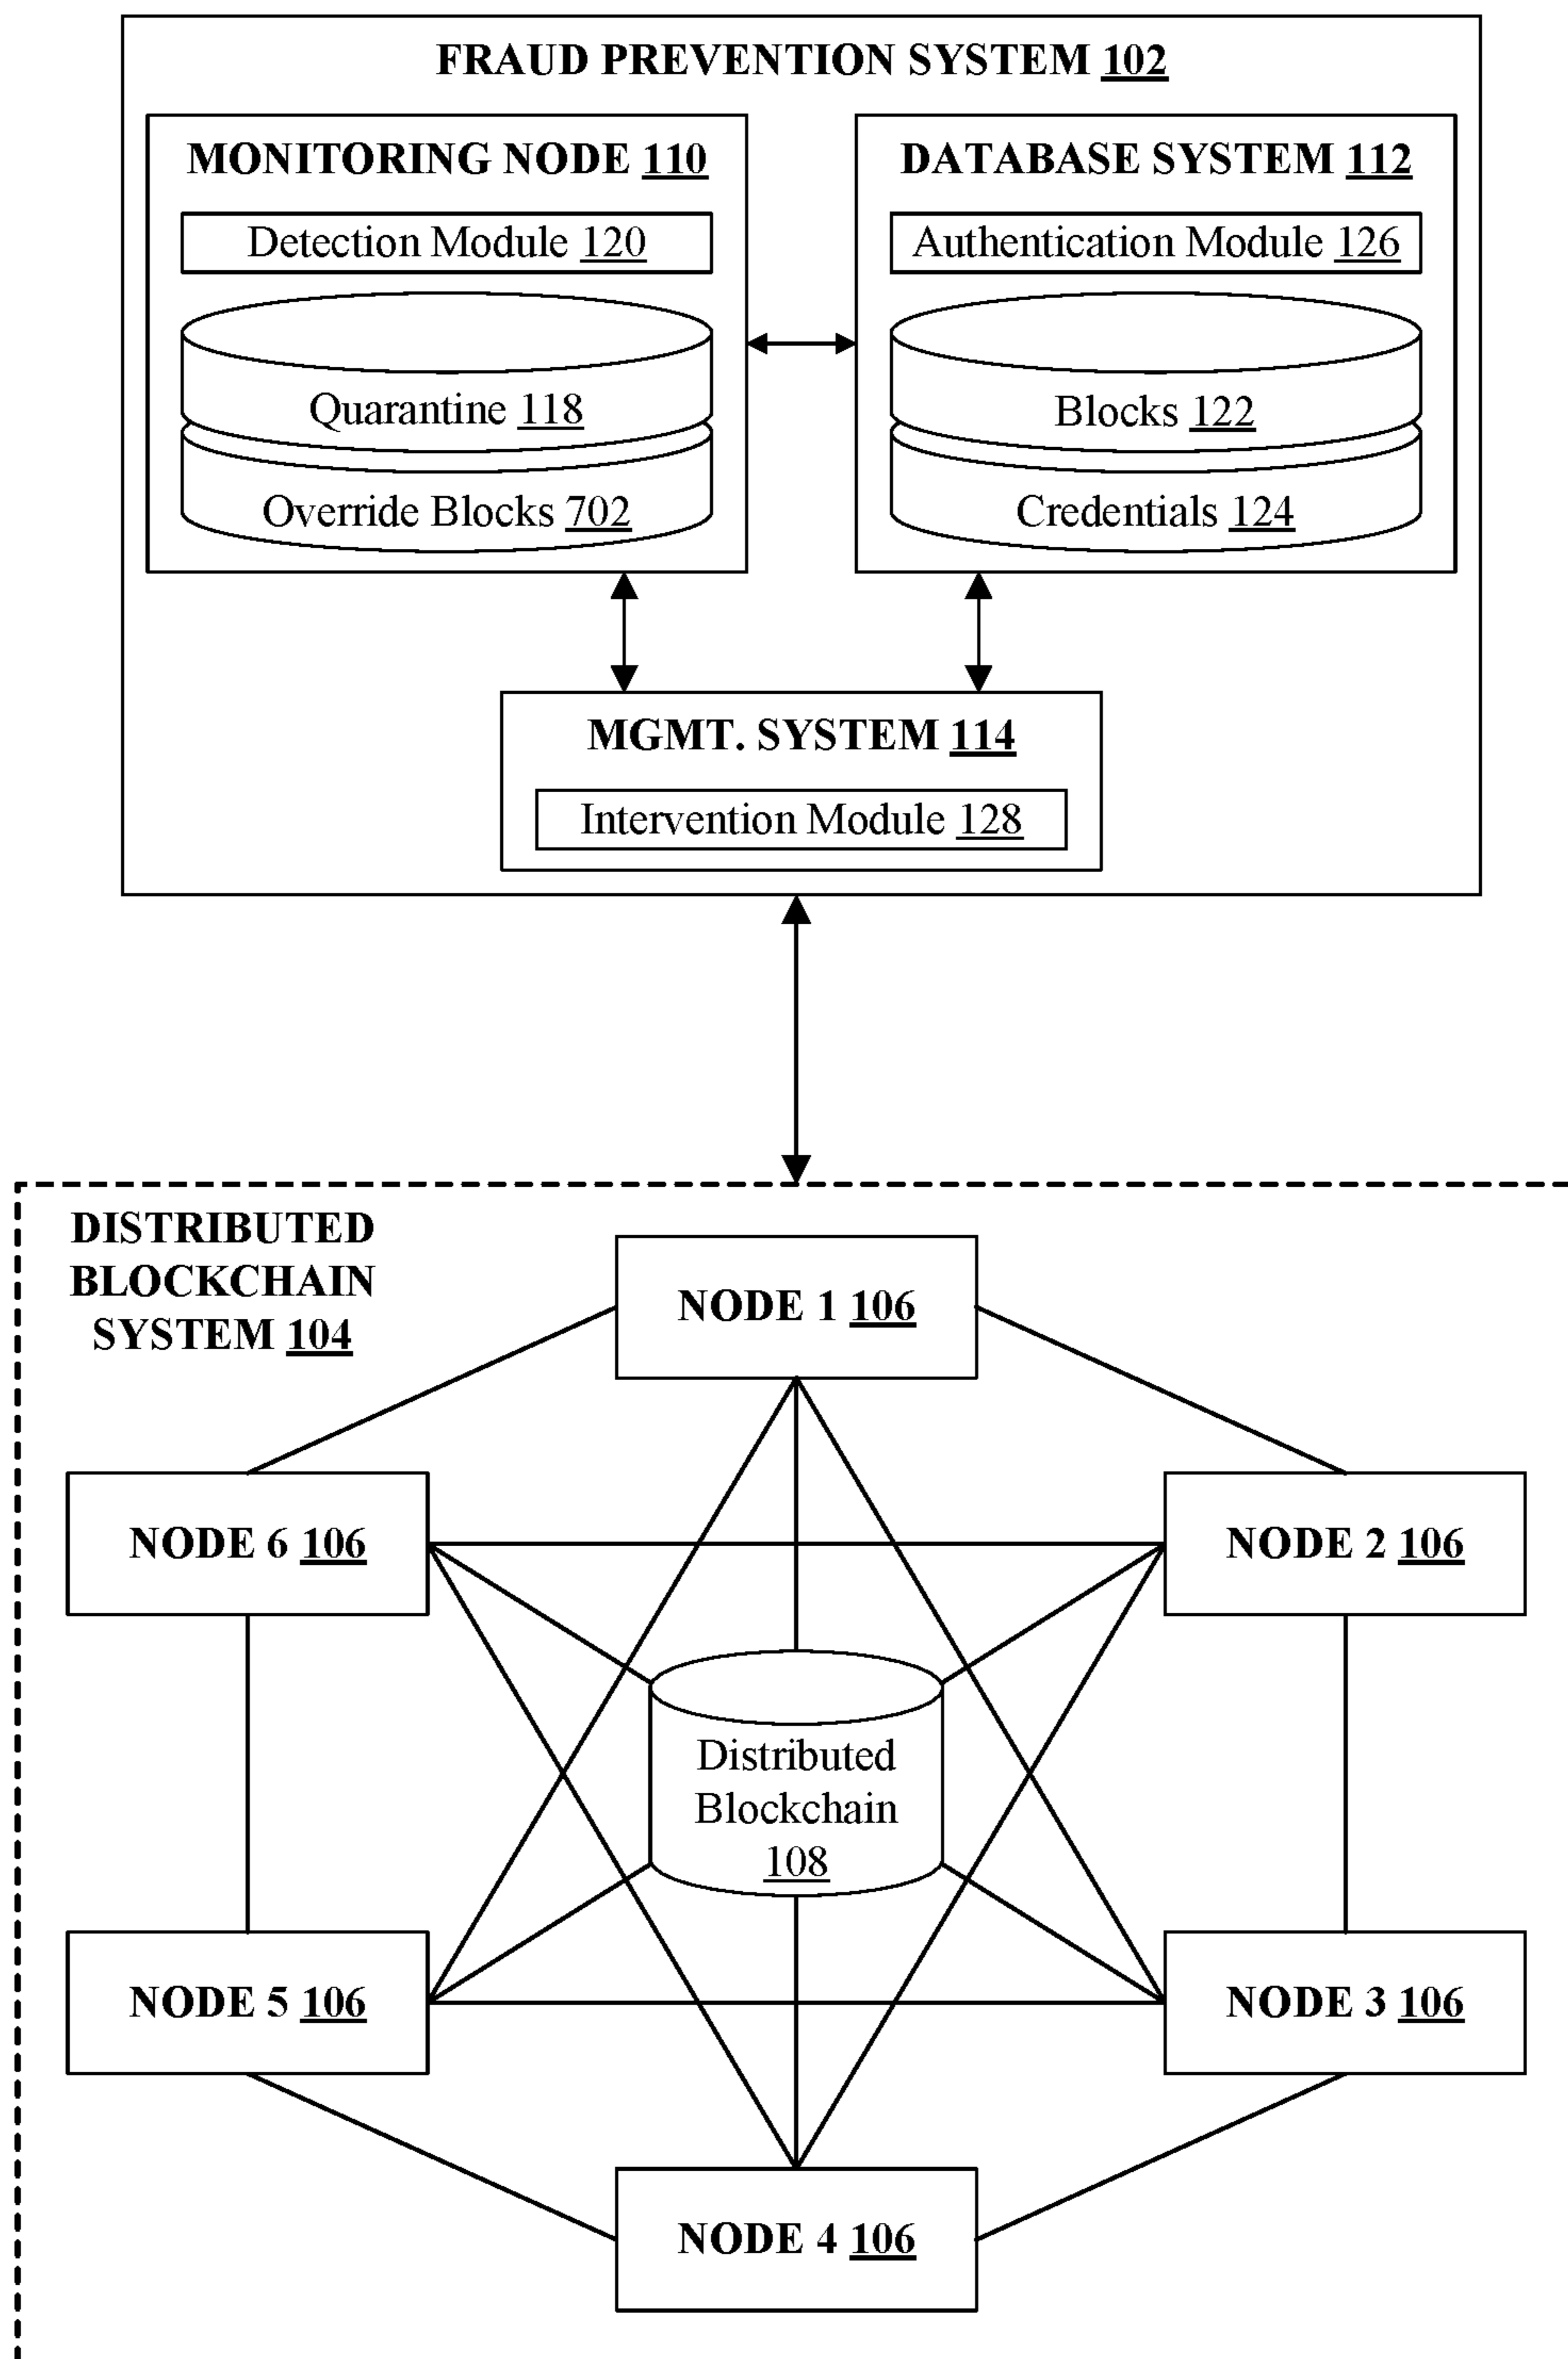 FRAUD PREVENTION SYSTEM 102
MONITORING NODE 110
Detection Module 120
Quarantine 118
Override Blocks 702
DATABASE SYSTEM 112
Authentication Module 126
Blocks 122
Credentials 124
MGMT. SYSTEM 114
Intervention Module 128
DISTRIBUTED
BLOCKCHAIN
SYSTEM 104
NODE 1 106
NODE 6 106
NODE 2 106
Distributed
Blockchain
108
NODE 5 106
NODE 3 106
NODE 4 106